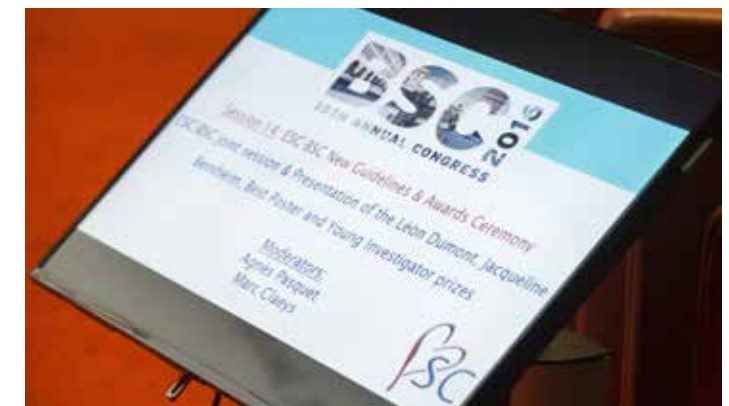 BSC 2016
35TH ANNUAL CONGRESS
Session 14: ESC-BSC New Guidelines & Awards Ceremony
ESC-BSC joint session & Presentation of the Léon Dumont, Jacqueline
Bernheim, Best Poster and Young Investigator prizes
Moderators:
Agnes Pasquet
Marc Claeys
BSC